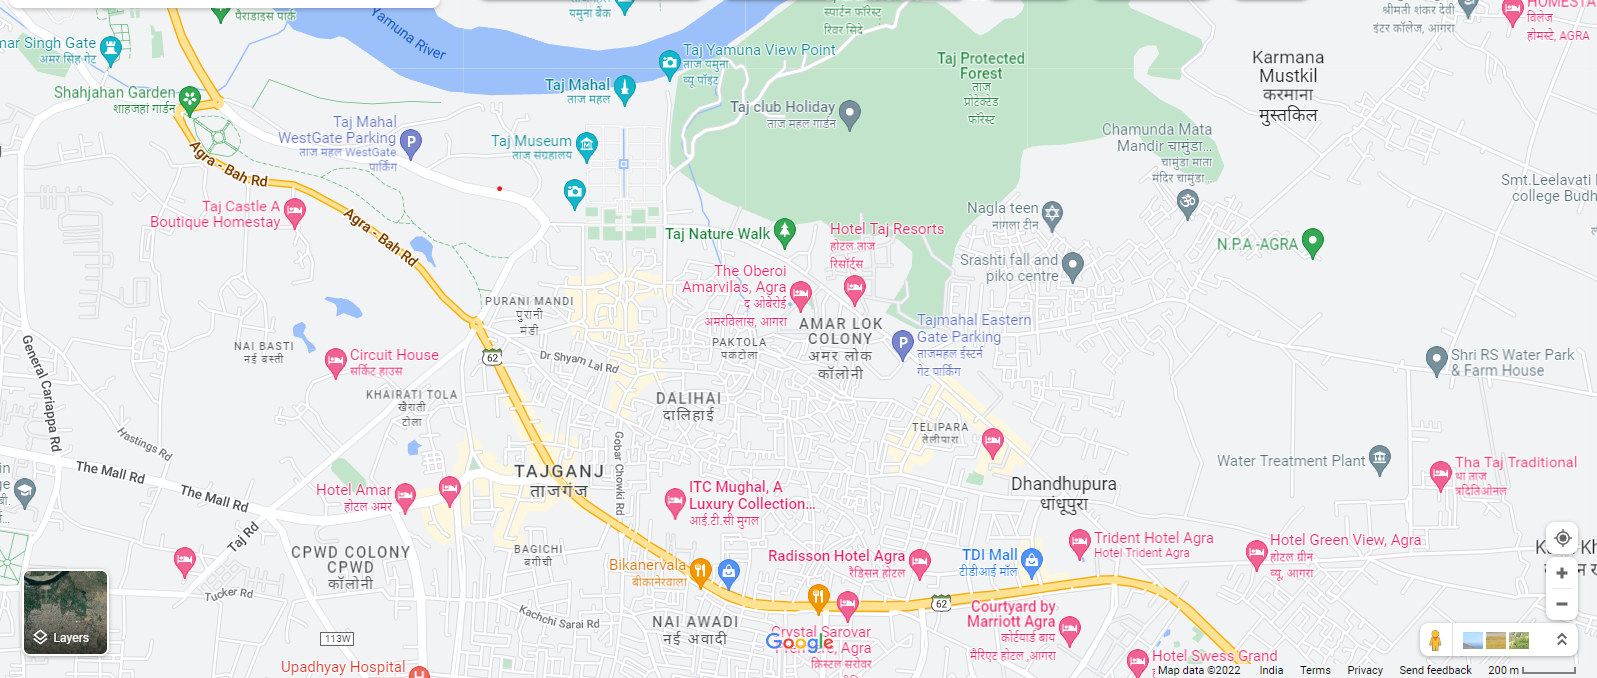 पैराडाइस पार्क
Yamuna River
यमुना बैंक
स्पार्टन फॉरेस्ट
रिवर सिदे
श्रीमती शंकर देवी
इंटर कॉलेज, आगरा
विलेज
होमस्टे, AGRA
mar Singh Gate
अमर सिंह गेट
Taj Yamuna View Point
ताज यमुना
व्यू पॉइंट
Taj Protected
Forest
ताज
प्रोटेक्टेड
फॉरेस्ट
Karmana
Mustkil
करमाना
मुस्तकिल
Taj Mahal
ताज महल
Shahjahan Garden
शाहजहां गार्डन
Taj club Holiday
ताज महल गार्डन
Taj Mahal
WestGate Parking
ताज महल WestGate
पार्किंग
Taj Museum
ताज संग्रहालय
Chamunda Mata
Mandir चामुंडा...
चामुंडा माता
मंदिर चामुंडा...
Agra - Bah Rd
Smt.Leelavati
college Budh
Taj Castle A
Boutique Homestay
Agra - Bah Rd
Nagla teen
नागला टीन
Taj Nature Walk
Hotel Taj Resorts
होटल ताज
रिसॉर्ट्स
N.P.A -AGRA
Srashti fall and
piko centre
The Oberoi
Amarvilas, Agra
द ओबेरोई
अमरविलास, आगरा
PURANI MANDI
पुरानी
मंडी
AMAR LOK
COLONY
अमर लोक
कॉलोनी
Tajmahal Eastern
Gate Parking
ताजमहल ईस्टर्न
गेट पार्किंग
NAI BASTI
नई बस्ती
General Cariappa Rd
Circuit House
सर्किट हाउस
62
Dr Shyam Lal Rd
PAKTOLA
पकटोला
Shri RS Water Park
& Farm House
KHAIRATI TOLA
खैराती
टोला
DALIHAI
दालिहाई
TELIPARA
तेलीपारा
Hastings Rd
Gobar Chowki Rd
The Mall Rd
The Mall Rd
TAJGANJ
ताजगंज
Water Treatment Plant
Tha Taj Traditional
था ताज
त्रदितिओनल
Hotel Amar
होटल अमर
ITC Mughal, A
Luxury Collection...
आई.टी.सी मुगल
Dhandhupura
धांधूपुरा
Taj Rd
CPWD COLONY
CPWD
कॉलोनी
BAGICHI
बगीची
Bikanervala
बीकानेरवाला
Radisson Hotel Agra
रैडिसन होटल
TDI Mall
टीडीआई मॉल
Trident Hotel Agra
Hotel Trident Agra
Hotel Green View, Agra
होटल ग्रीन
व्यू, आगरा
Tucker Rd
Kachchi Sarai Rd
62
Layers
113W
NAI AWADI
नई अवादी
Google
Crystal Sarovar
Premiere, Agra
क्रिस्टल सरोवर
Courtyard by
Marriott Agra
कोर्टयार्ड बाय
मैरिएट होटल ,आगरा
Upadhyay Hospital
Hotel Swess Grand
Map data ©2022 India Terms Privacy Send feedback 200 m